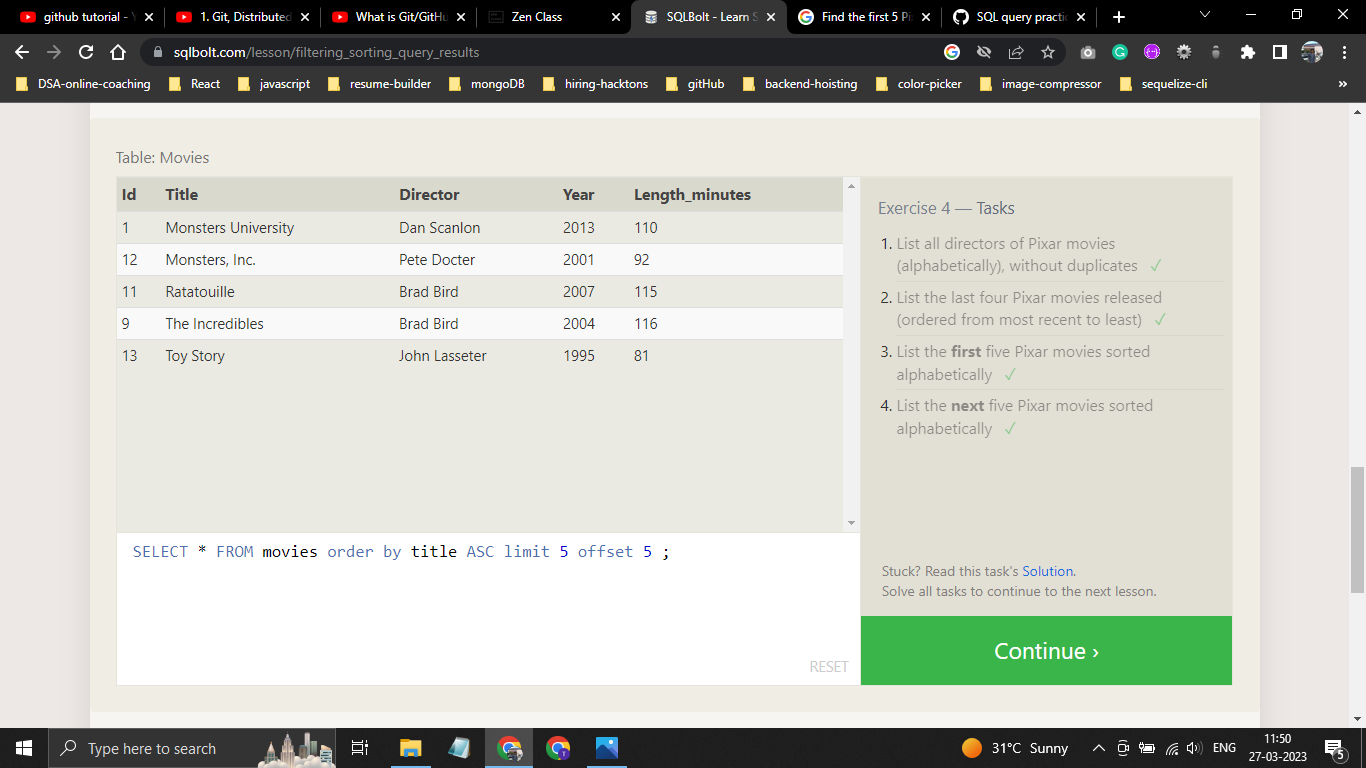 github tutorial - Y
1. Git, Distributed
What is Git/GitHu
Zen Class
SQLBolt - Learn S
Find the first 5 Pi
SQL query practi
sqlbolt.com/lesson/filtering_sorting_query_results
DSA-online-coaching
React
javascript
resume-builder
mongoDB
hiring-hacktons
gitHub
backend-hoisting
color-picker
image-compressor
sequelize-cli
»
Table: Movies
Id Title Director Year Length_minutes
1 Monsters University Dan Scanlon 2013 110
12 Monsters, Inc. Pete Docter 2001 92
11 Ratatouille Brad Bird 2007 115
9 The Incredibles Brad Bird 2004 116
13 Toy Story John Lasseter 1995 81
SELECT * FROM movies order by title ASC limit 5 offset 5 ;
RESET
Exercise 4 — Tasks
1. List all directors of Pixar movies
(alphabetically), without duplicates ✓
2. List the last four Pixar movies released
(ordered from most recent to least) ✓
3. List the first five Pixar movies sorted
alphabetically ✓
4. List the next five Pixar movies sorted
alphabetically ✓
Stuck? Read this task's Solution.
Solve all tasks to continue to the next lesson.
Continue ›
Type here to search
31°C Sunny
ENG
11:50
27-03-2023
5